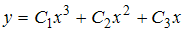 y = C₁x³ + C₂x² + C₃x